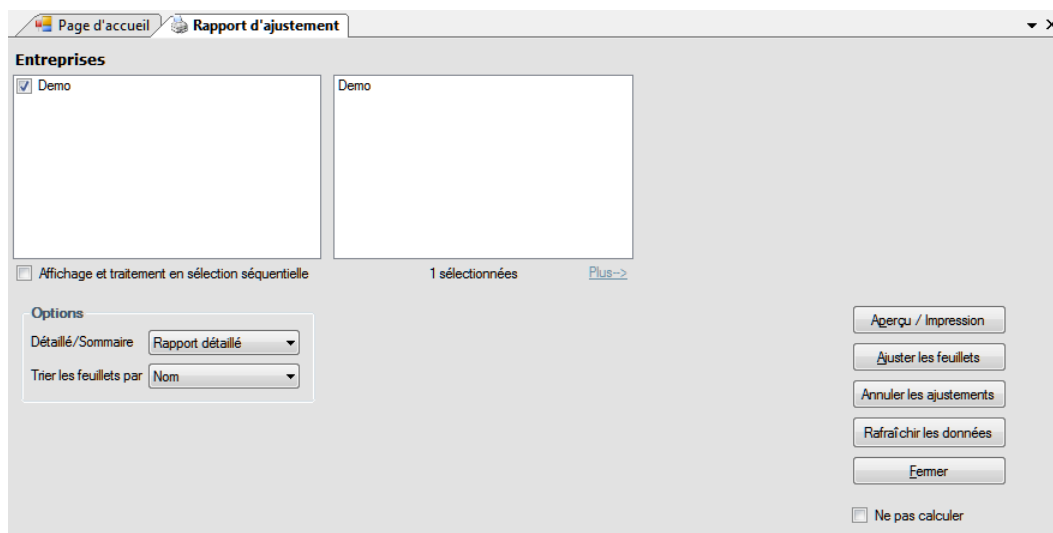 Page d'accueil Rapport d'ajustement
Entreprises
Demo Demo
Affichage et traitement en sélection séquentielle 1 sélectionnées Plus-->
Options
Détaillé/Sommaire Rapport détaillé
Trier les feuillets par Nom
Aperçu / Impression
Ajuster les feuillets
Annuler les ajustements
Rafraîchir les données
Fermer
Ne pas calculer